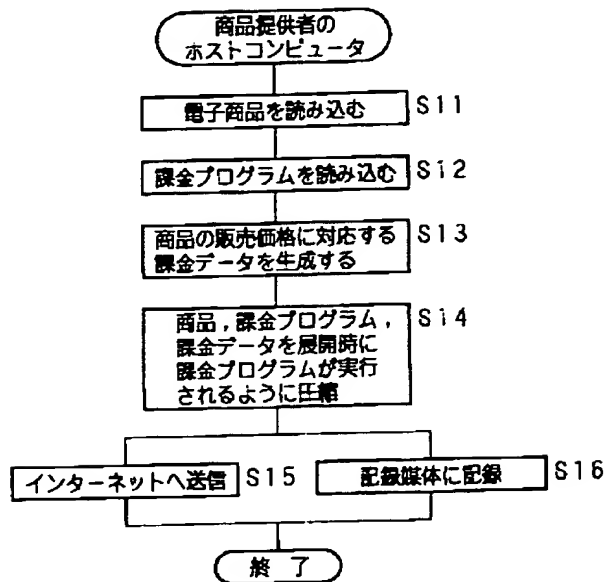 商品提供者の
ホストコンピュータ
電子商品を読み込む S11
課金プログラムを読み込む S12
商品の販売価格に対応する S13
課金データを生成する
商品,課金プログラム, S14
課金データを展開時に
課金プログラムが実行
されるように圧縮
インターネットへ送信 S15 記録媒体に記録 S16
終了